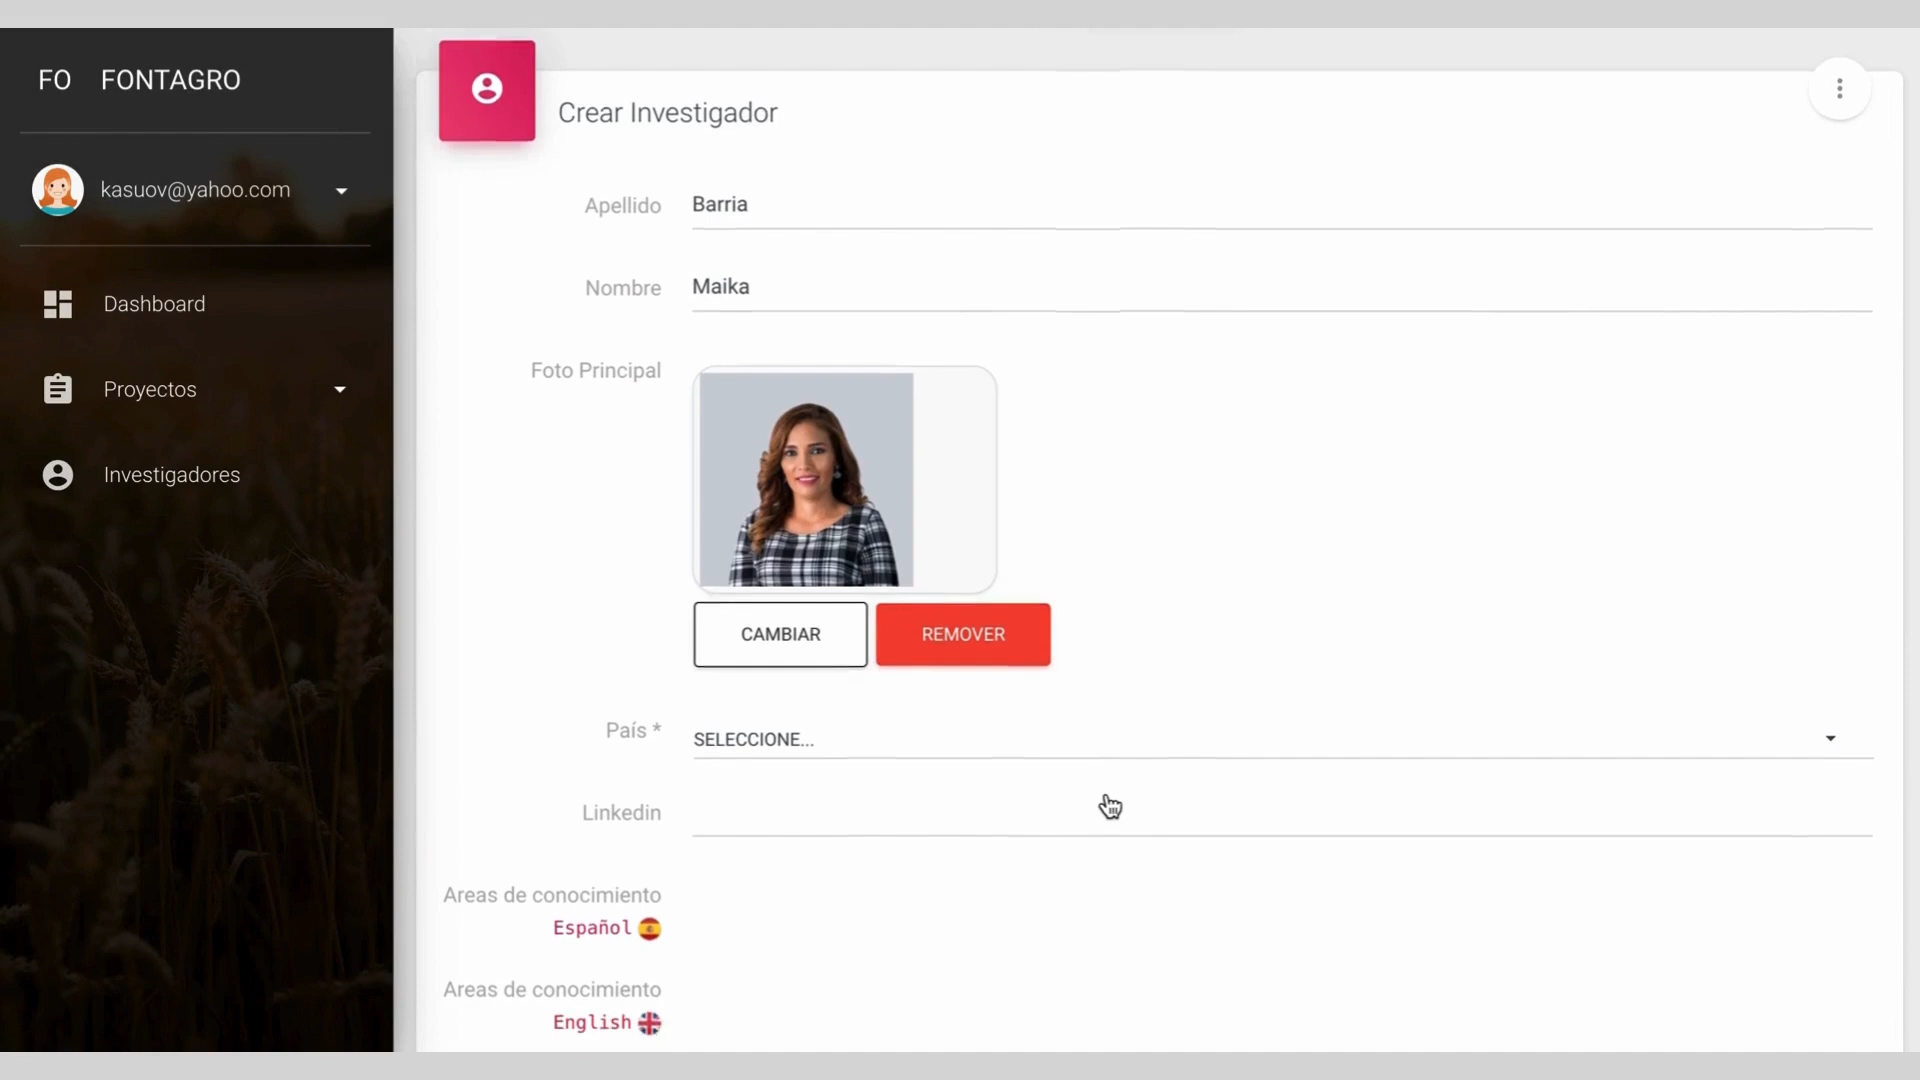 FO FONTAGRO
kasuov@yahoo.com
Dashboard
Proyectos
Investigadores
Crear Investigador
Apellido Barria
Nombre Maika
Foto Principal
CAMBIAR REMOVER
País * SELECCIONE...
Linkedin
Areas de conocimiento
Español
Areas de conocimiento
English